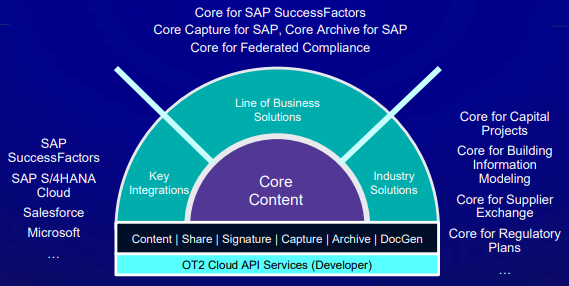 Core for SAP SuccessFactors
Core Capture for SAP, Core Archive for SAP
Core for Federated Compliance
Line of Business
Solutions
SAP
SuccessFactors
SAP S/4HANA
Cloud
Salesforce
Microsoft
…
Key
Integrations
Core
Content
Industry
Solutions
Core for Capital
Projects
Core for Building
Information
Modeling
Core for Supplier
Exchange
Core for Regulatory
Plans
…
Content | Share | Signature | Capture | Archive | DocGen
OT2 Cloud API Services (Developer)